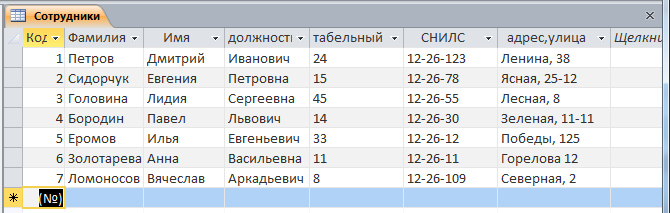 Сотрудники
Код Фамилия Имя должность табельный СНИЛС адрес,улица Щелкни
1 Петров Дмитрий Иванович 24 12-26-123 Ленина, 38
2 Сидорчук Евгения Петровна 15 12-26-78 Ясная, 25-12
3 Головина Лидия Сергеевна 45 12-26-55 Лесная, 8
4 Бородин Павел Львович 14 12-26-30 Зеленая, 11-11
5 Еромов Илья Евгеньевич 33 12-26-12 Победы, 125
6 Золотарева Анна Васильевна 11 12-26-11 Горелова 12
7 Ломоносов Вячеслав Аркадьевич 8 12-26-109 Северная, 2
(№)